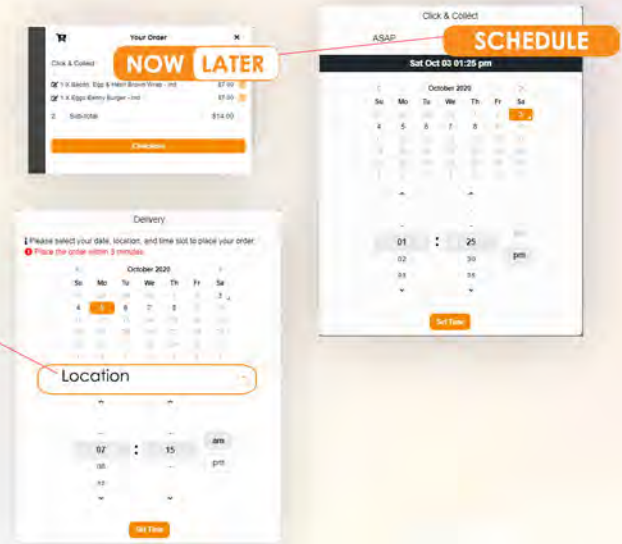 Your Order ×
Click & Collect
NOW LATER
1 X Bacon, Egg & Hash Brown Wrap - ind $7.00
1 X Eggs Benny Burger - ind $7.00
2 Sub-total $14.00
Checkout
Click & Collect
ASAP
SCHEDULE
Sat Oct 03 01:25 pm
October 2020
Su Mo Tu We Th Fr Sa
3
4 5 6 7 8
01 : 25
pm
02 30
03 35
Set Time
Delivery
Please select your date, location, and time slot to place your order.
Place the order within 3 minutes.
October 2020
Su Mo Tu We Th Fr Sa
3
4 5 6 7 8
Location
am
07 : 15
pm
08
Set Time